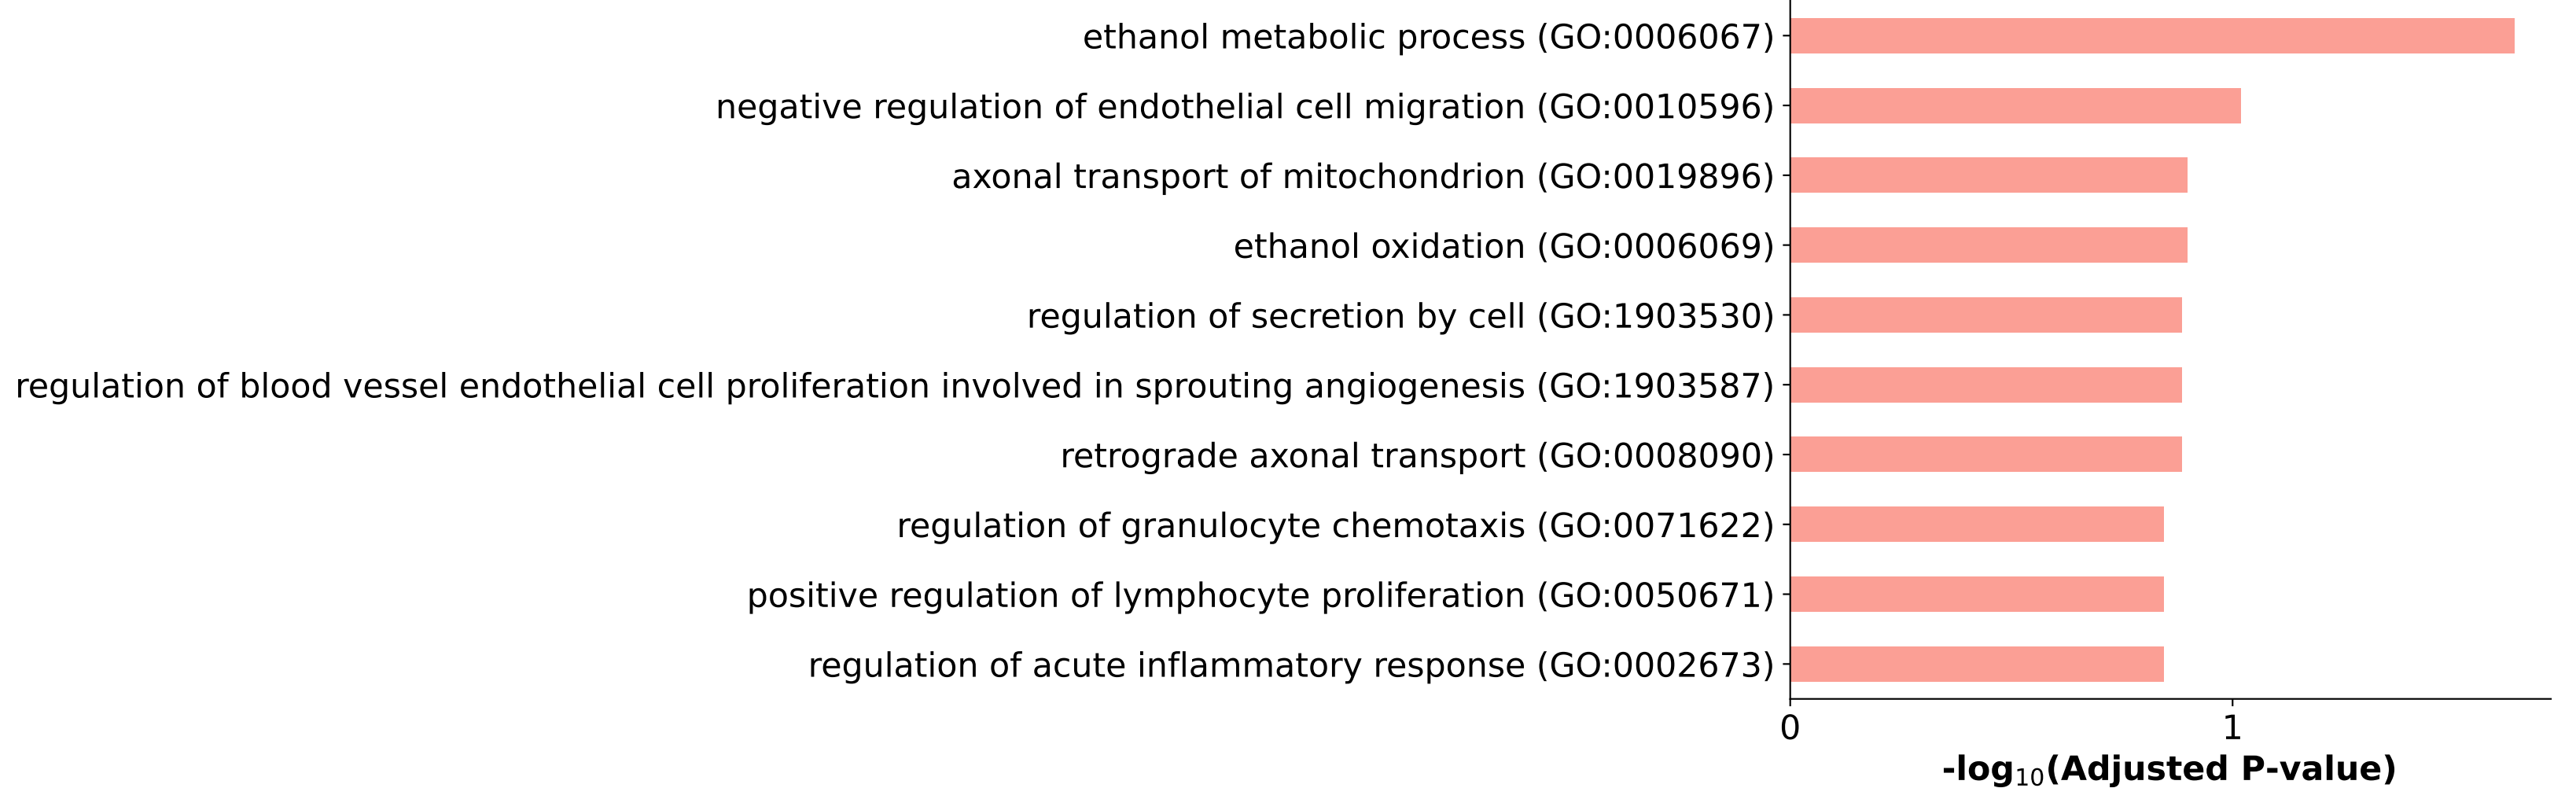 ethanol metabolic process (GO:0006067)
negative regulation of endothelial cell migration (GO:0010596)
axonal transport of mitochondrion (GO:0019896)
ethanol oxidation (GO:0006069)
regulation of secretion by cell (GO:1903530)
regulation of blood vessel endothelial cell proliferation involved in sprouting angiogenesis (GO:1903587)
retrograde axonal transport (GO:0008090)
regulation of granulocyte chemotaxis (GO:0071622)
positive regulation of lymphocyte proliferation (GO:0050671)
regulation of acute inflammatory response (GO:0002673)
0 1
-log₁₀(Adjusted P-value)